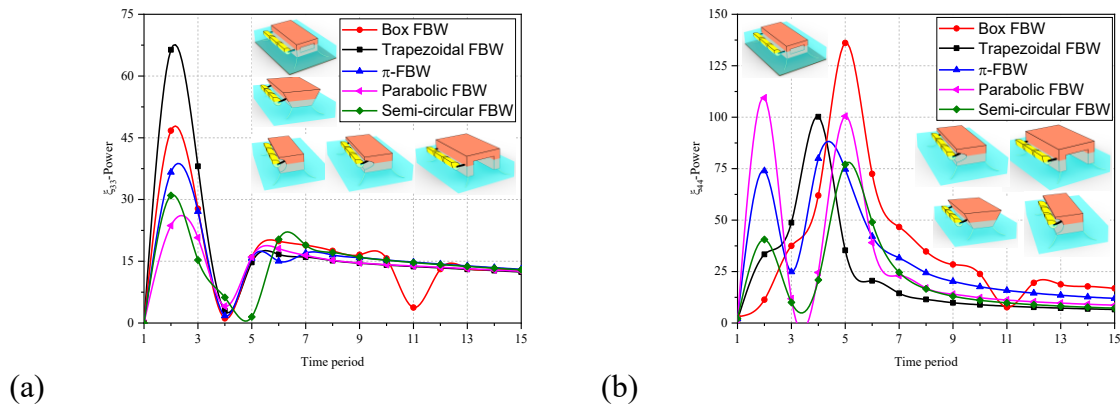 75
60
45
30
15
0
ξ33-Power
1 3 5 7 9 11 13 15
Time period
Box FBW
Trapezoidal FBW
π-FBW
Parabolic FBW
Semi-circular FBW
(a)
150
125
100
75
50
25
0
ξ44-Power
1 3 5 7 9 11 13 15
Time period
Box FBW
Trapezoidal FBW
π-FBW
Parabolic FBW
Semi-circular FBW
(b)